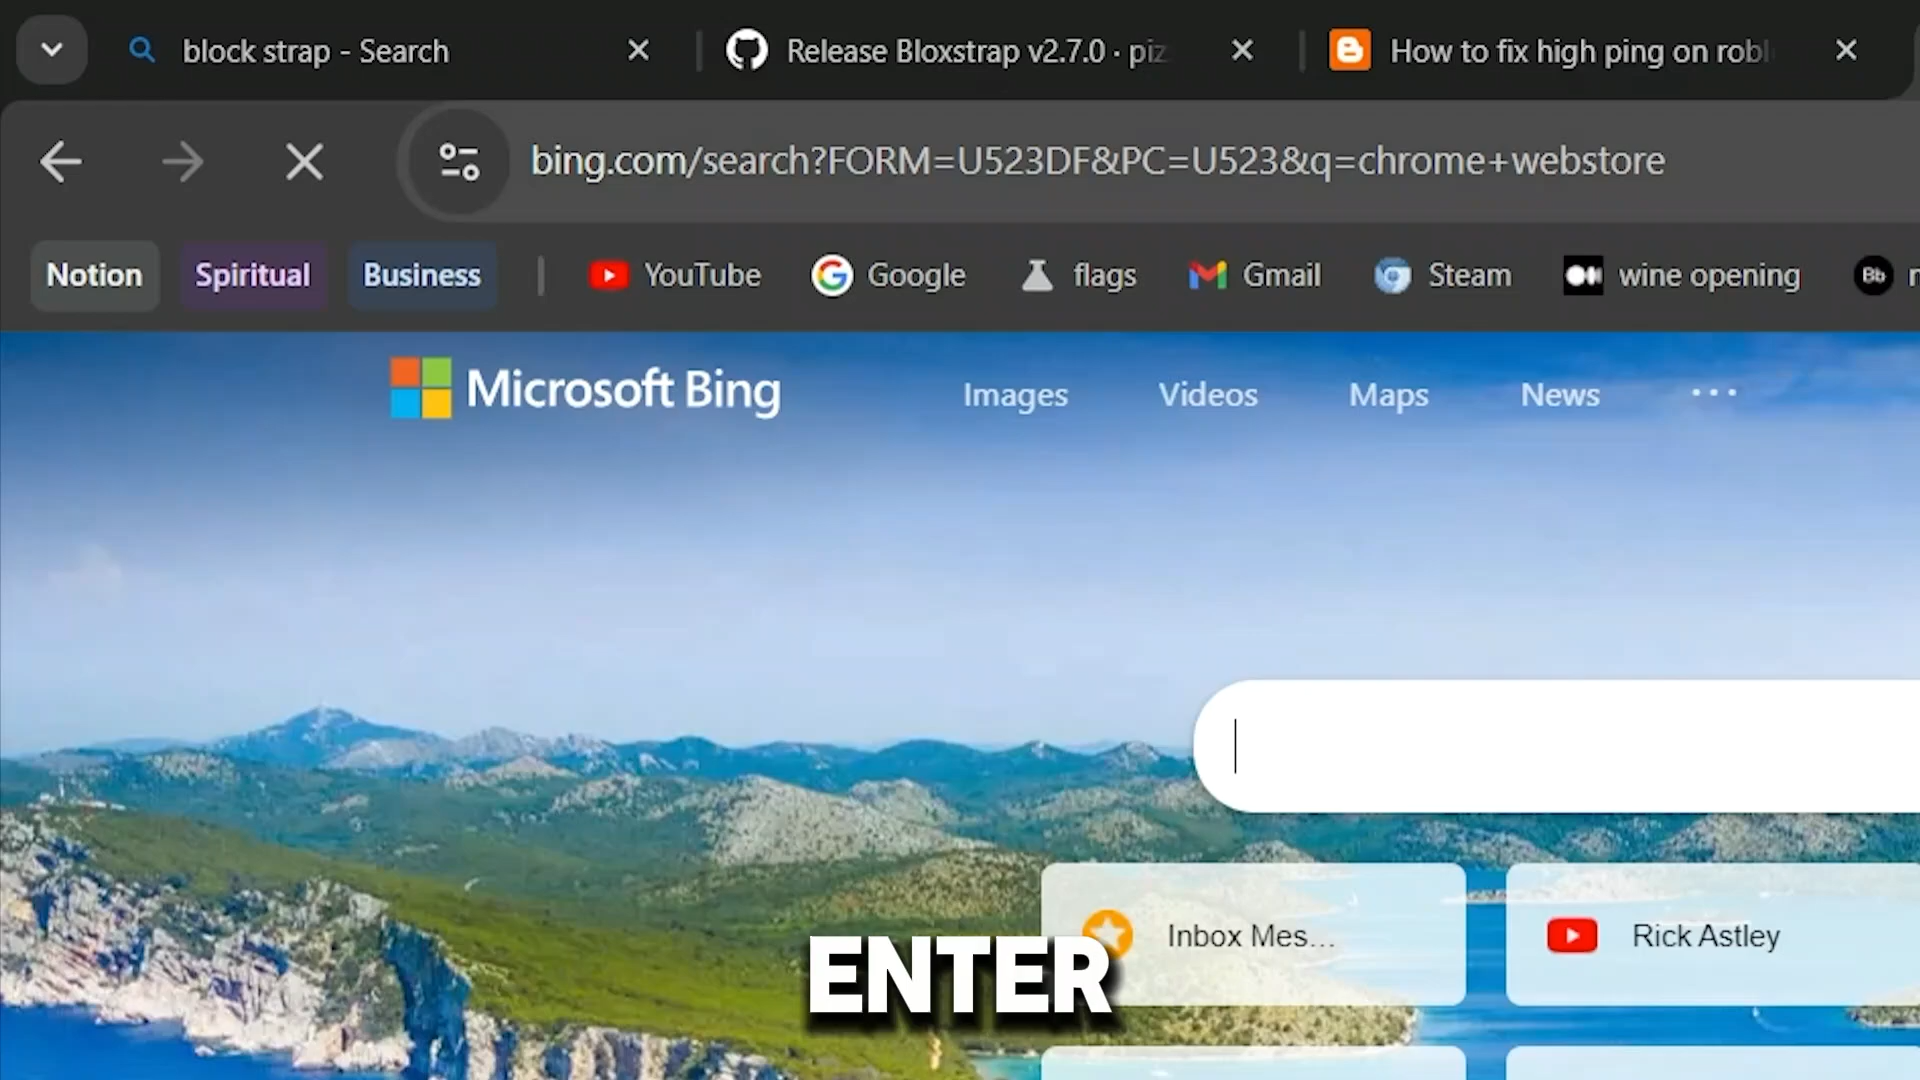 block strap - Search
Release Bloxstrap v2.7.0 · piz
How to fix high ping on robl
bing.com/search?FORM=U523DF&PC=U523&q=chrome+webstore
Notion Spiritual Business YouTube Google flags Gmail Steam wine opening Bb
Microsoft Bing Images Videos Maps News ...
Inbox Mes... Rick Astley
ENTER